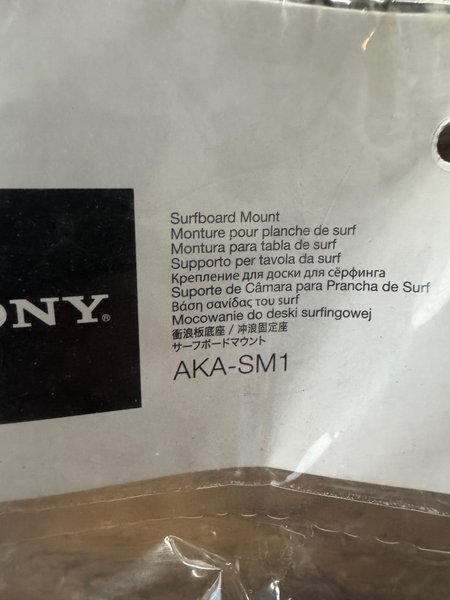 Surfboard Mount
Monture pour planche de surf
Montura para tabla de surf
Supporto per tavola da surf
Крепление для доски для сёрфинга
Suporte de Câmara para Prancha de Surf
Βάση σανίδας του surf
Mocowanie do deski surfingowej
衝浪板底座 / 冲浪固定座
サーフボードマウント
AKA-SM1
ONY®